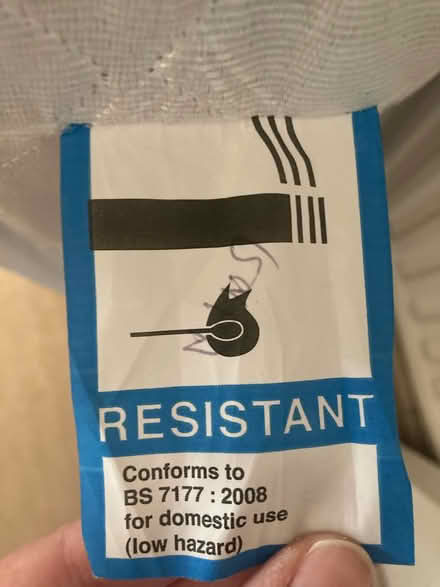 RESISTANT
Conforms to
BS 7177 : 2008
for domestic use
(low hazard)